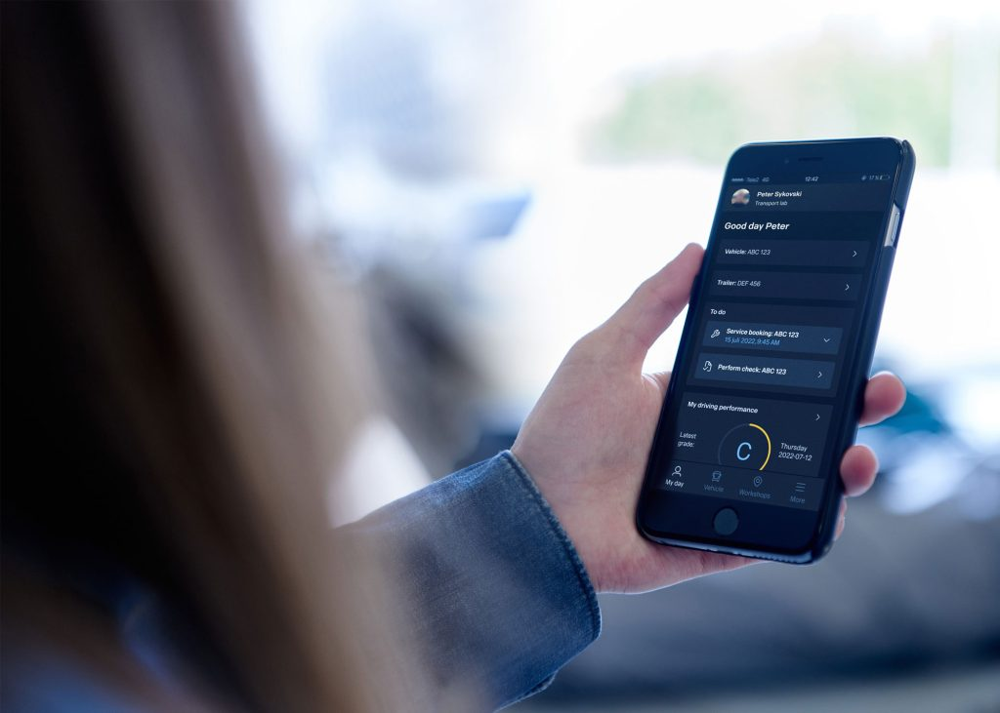 Tele2 4G 12:42 17 %
Peter Sykovski
Transport lab
Good day Peter
Vehicle: ABC 123
Trailer: DEF 456
To do
Service booking: ABC 123
15 juli 2022, 9:45 AM
Perform check: ABC 123
My driving performance
Latest
grade:
C
Thursday
2022-07-12
My day Vehicle Workshops More